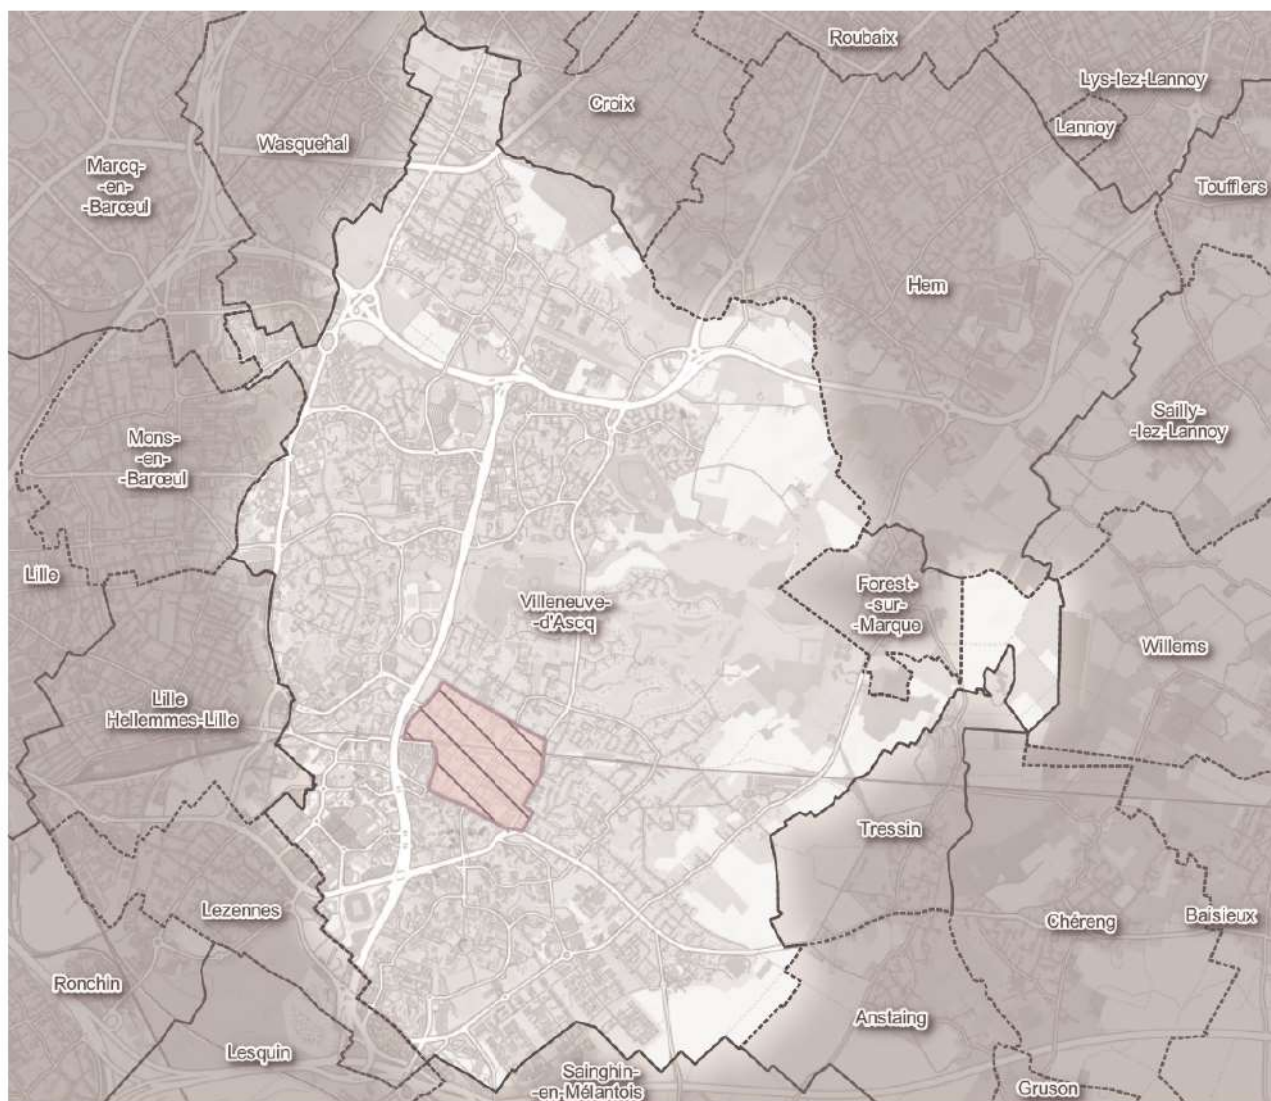 Roubaix
Lys-lez-Lannoy
Croix
Lannoy
Wasquehal
Marcq-
-en-
-Barœul
Toufflers
Hem
Sailly-
-lez-Lannoy
Mons-
-en-
-Barœul
Lille
Villeneuve-
-d'Ascq
Forest-
-sur-
-Marque
Willems
Lille
Hellemmes-Lille
Tressin
Lezennes
Chéreng
Baisieux
Ronchin
Anstaing
Lesquin
Sainghin-
-en-Mélantois
Gruson